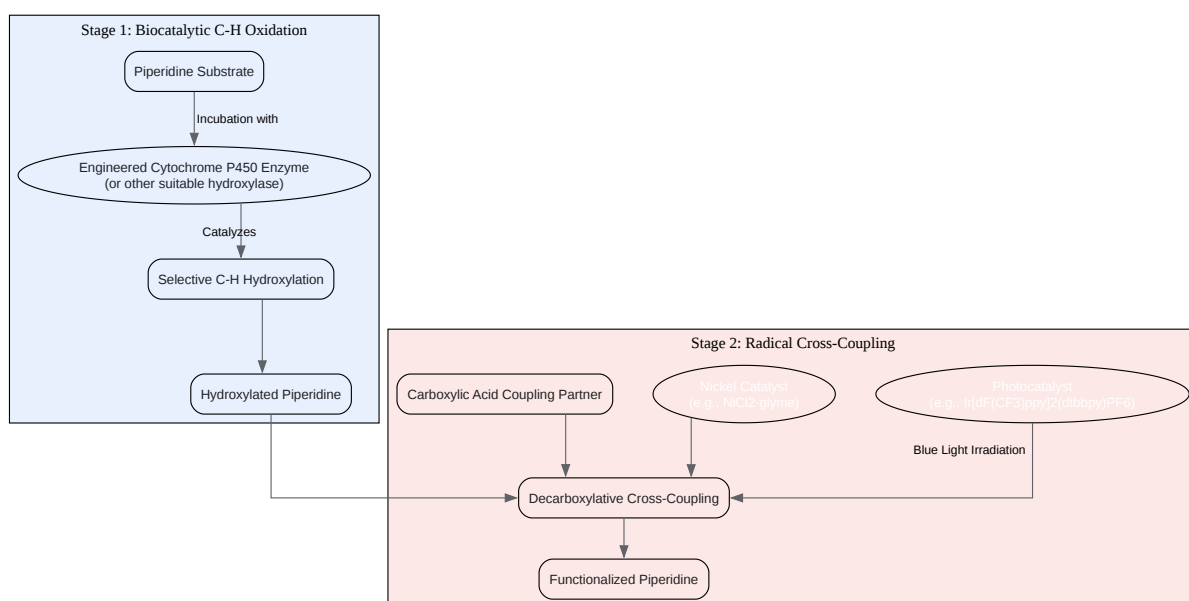 Stage 1: Biocatalytic C-H Oxidation
Piperidine Substrate
Incubation with
Engineered Cytochrome P450 Enzyme
(or other suitable hydroxylase)
Catalyzes
Selective C-H Hydroxylation
Hydroxylated Piperidine
Stage 2: Radical Cross-Coupling
Carboxylic Acid Coupling Partner
Nickel Catalyst
(e.g., NiCl2-glyme)
Photocatalyst
(e.g., Ir[dF(CF3)ppy]2(dtbbpy)PF6)
Blue Light Irradiation
Decarboxylative Cross-Coupling
Functionalized Piperidine